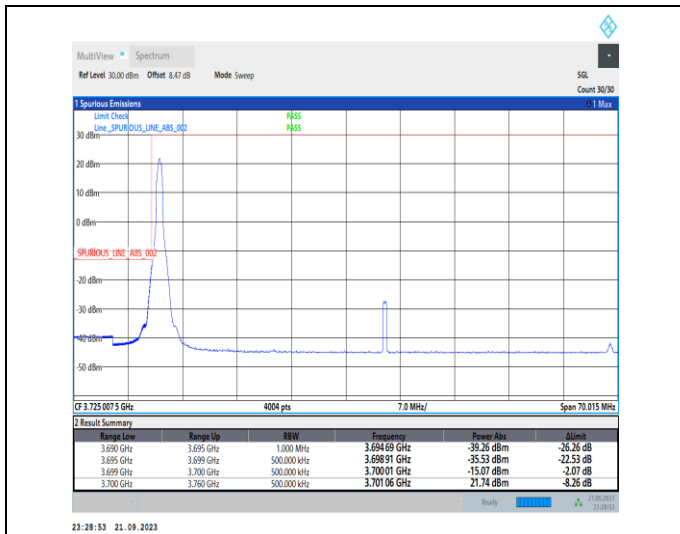 MultiView Spectrum
Ref Level 30.00 dBm Offset 8.47 dB Mode Sweep SGL
Count 30/30
1 Spurious Emissions 1 Max
Limit Check PASS
Line _SPURIOUS_LINE_ABS_002 PASS
30 dBm
20 dBm
10 dBm
0 dBm
_SPURIOUS_LINE_ABS_002
-20 dBm
-30 dBm
-40 dBm
-50 dBm
CF 3.725 007 5 GHz 4004 pts 7.0 MHz/ Span 70.015 MHz
2 Result Summary
Range Low Range Up RBW Frequency Power Abs ΔLimit
3.690 GHz 3.695 GHz 1.000 MHz 3.694 69 GHz -39.26 dBm -26.26 dB
3.695 GHz 3.699 GHz 500.000 kHz 3.698 91 GHz -35.53 dBm -22.53 dB
3.699 GHz 3.700 GHz 500.000 kHz 3.700 01 GHz -15.07 dBm -2.07 dB
3.700 GHz 3.760 GHz 500.000 kHz 3.701 06 GHz 21.74 dBm -8.26 dB
Ready 21.09.2023
23:28:53
23:28:53 21.09.2023